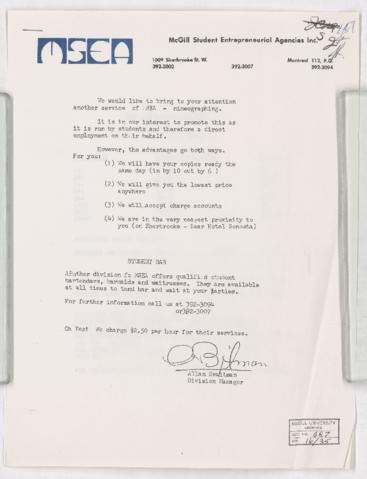 MSEA
McGill Student Entrepreneurial Agencies Inc.
1009 Sherbrooke St. W. Montreal 112, P.Q.
392-3002 392-3007 392-3094
We would like to bring to your attention
another service of MSEA - mimeographing.
It is in our interest to promote this as
it is run by students and therefore a direct
employment on their behalf.
However, the advantages go both ways.
For you:
(1) We will have your copies ready the
same day (in by 10 out by 6 )
(2) We will give you the lowest price
anywhere
(3) We will accept charge accounts
(4) We are in the very nearest proximity to
you (on Sherbrooke - near Hotel Sonesta)
STUDENT BAR
Another division of MSEA offers qualified student
bartenders, barmaids and waitresses. They are available
at all times to tend bar and wait at your parties.
For further information call us at 392-3094
or 392-3007
Oh Yes! We charge $2.50 per hour for their services.
Allan
Division Manager
McGILL UNIVERSITY
ARCHIVES
ACC. NO. 687
REF. 16/35